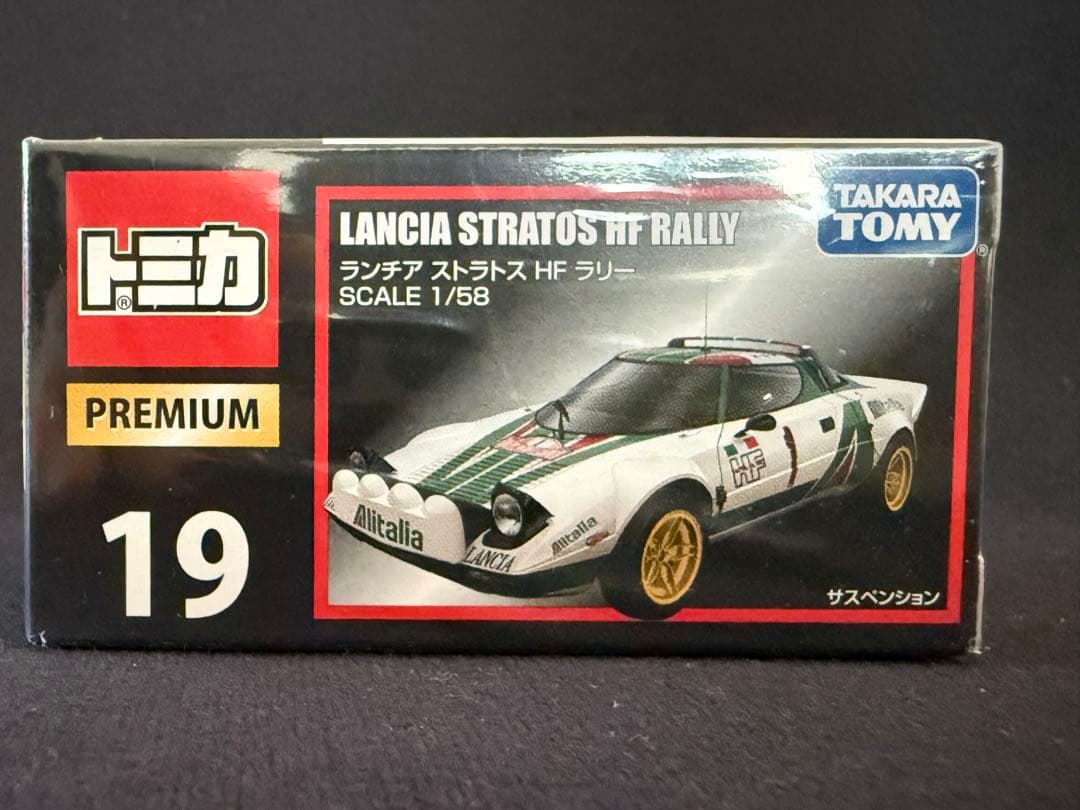 トミカ
®
PREMIUM
19
LANCIA STRATOS HF RALLY
ランチア ストラトス HF ラリー
SCALE 1/58
TAKARA
TOMY
®
HF
1
Alitalia
Alitalia
LANCIA
サスペンション